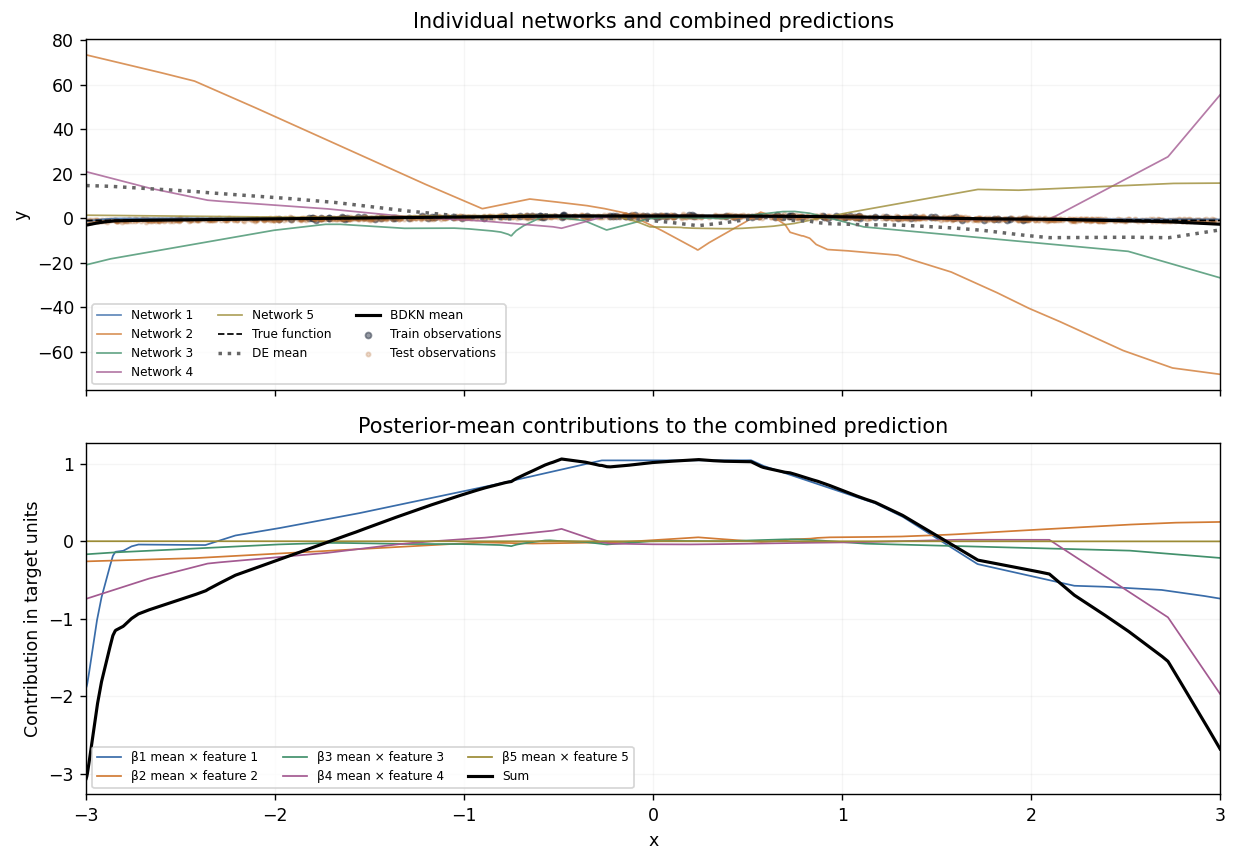 Individual networks and combined predictions
80
60
40
20
0
−20
−40
−60
y
Network 1 Network 5 BDKN mean
Network 2 True function Train observations
Network 3 DE mean Test observations
Network 4
Posterior-mean contributions to the combined prediction
1
0
−1
−2
−3
Contribution in target units
β1 mean × feature 1 β3 mean × feature 3 β5 mean × feature 5
β2 mean × feature 2 β4 mean × feature 4 Sum
−3 −2 −1 0 1 2 3
x